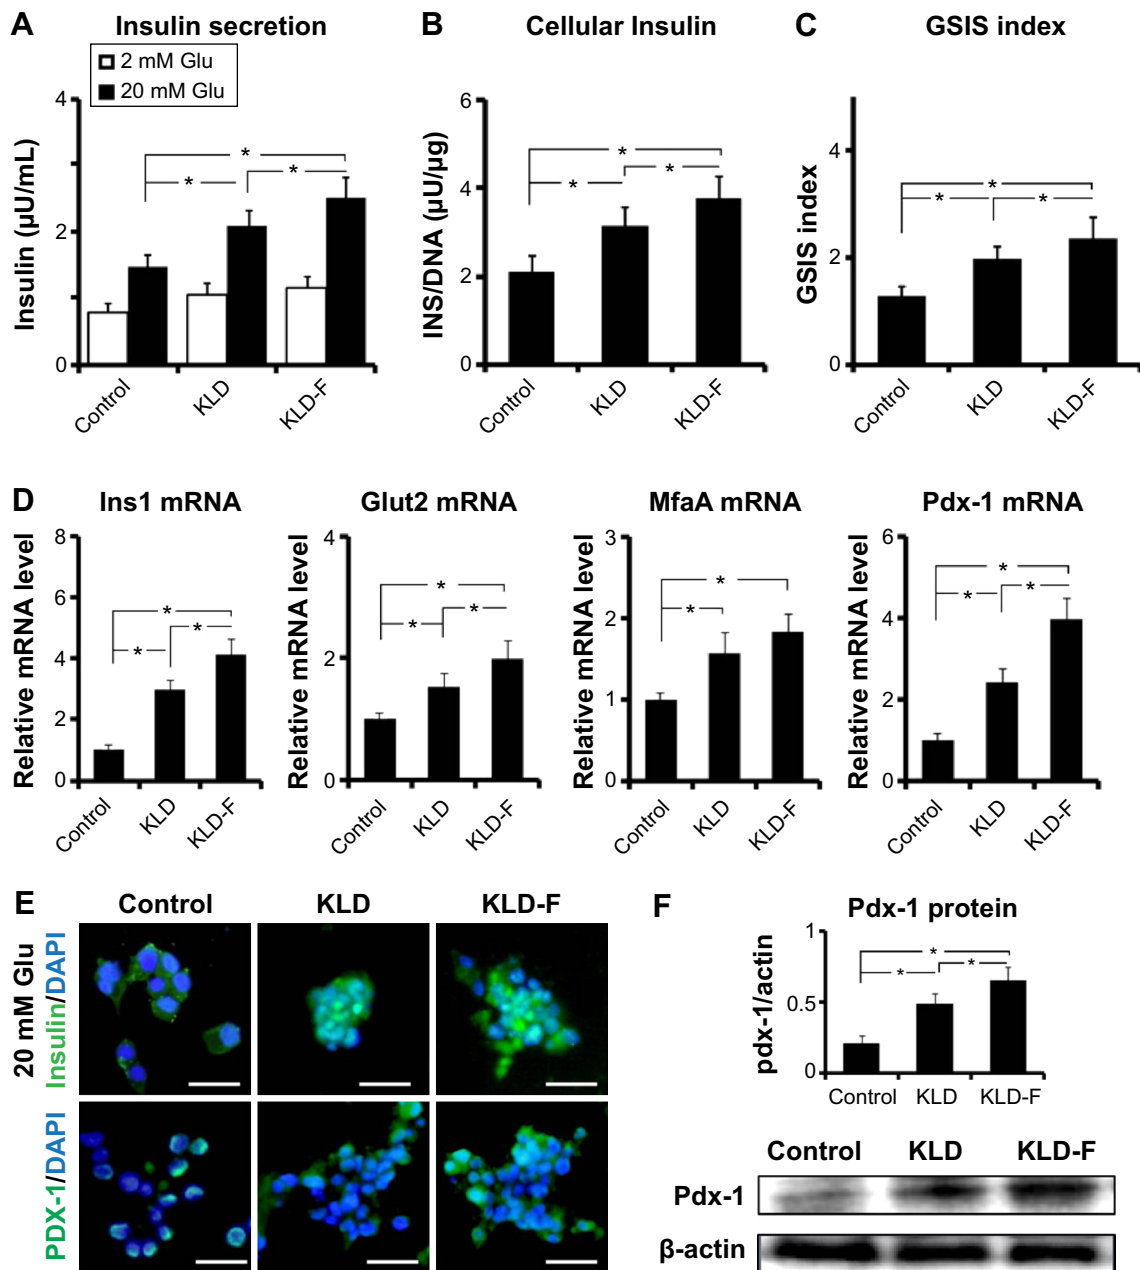 A Insulin secretion
2 mM Glu
20 mM Glu
Insulin (µU/mL)
4
2
0
*
*
*
Control
KLD
KLD-F
B Cellular Insulin
INS/DNA (µU/µg)
6
4
2
0
*
*
*
Control
KLD
KLD-F
C GSIS index
GSIS index
4
2
0
*
*
*
Control
KLD
KLD-F
D
Ins1 mRNA
Relative mRNA level
8
6
4
2
0
*
*
*
Control
KLD
KLD-F
Glut2 mRNA
Relative mRNA level
4
2
0
*
*
*
Control
KLD
KLD-F
MfaA mRNA
Relative mRNA level
3
2
1
0
*
*
Control
KLD
KLD-F
Pdx-1 mRNA
Relative mRNA level
6
4
2
0
*
*
*
Control
KLD
KLD-F
E
Control KLD KLD-F
20 mM Glu
Insulin/DAPI
PDX-1/DAPI
F
Pdx-1 protein
pdx-1/actin
1
0.5
0
*
*
*
Control KLD KLD-F
Control KLD KLD-F
Pdx-1
β-actin